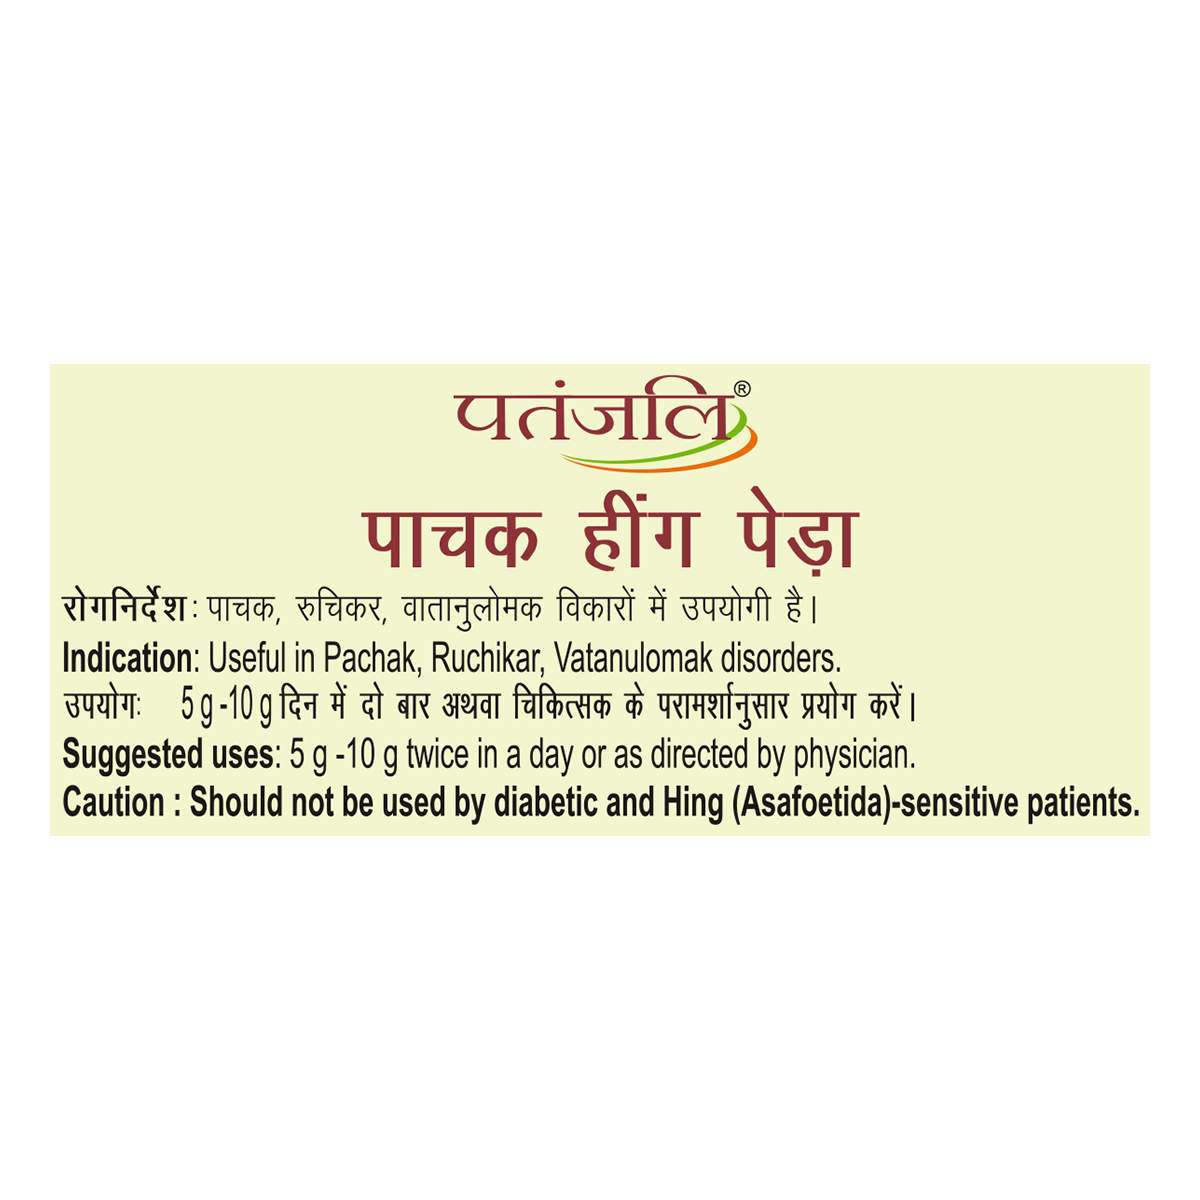 पतंजलि®
पाचक हींग पेड़ा
रोगनिर्देश: पाचक, रुचिकर, वातानुलोमक विकारों में उपयोगी है।
Indication: Useful in Pachak, Ruchikar, Vatanulomak disorders.
उपयोगः 5 g -10 g दिन में दो बार अथवा चिकित्सक के परामर्शानुसार प्रयोग करें।
Suggested uses: 5 g -10 g twice in a day or as directed by physician.
Caution : Should not be used by diabetic and Hing (Asafoetida)-sensitive patients.